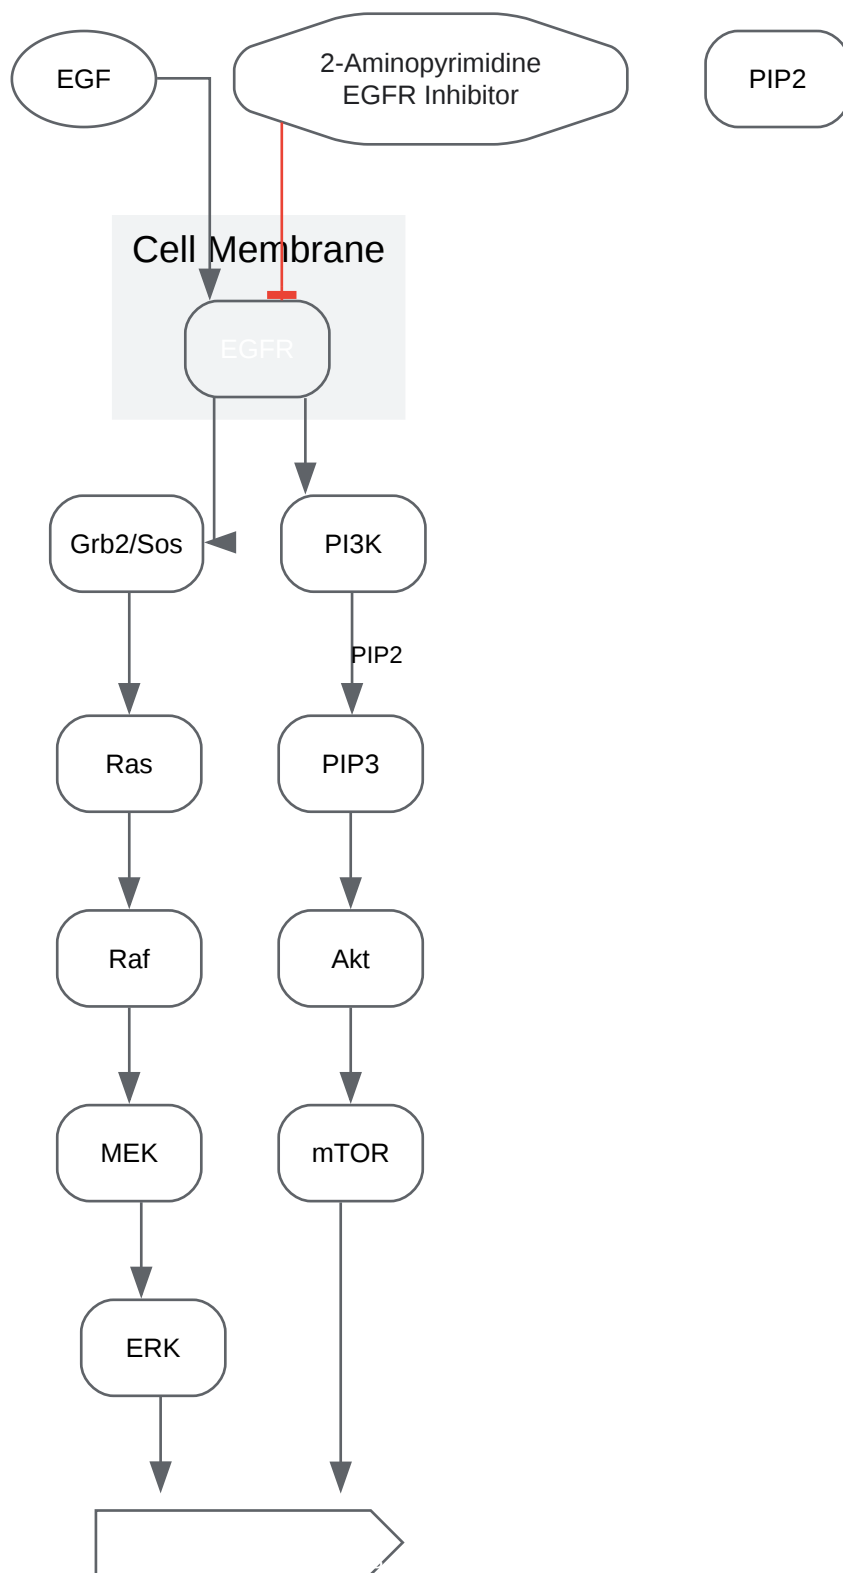 EGF
2-Aminopyrimidine
EGFR Inhibitor
PIP2
Cell Membrane
EGFR
Grb2/Sos
PI3K
PIP2
Ras
PIP3
Raf
Akt
MEK
mTOR
ERK